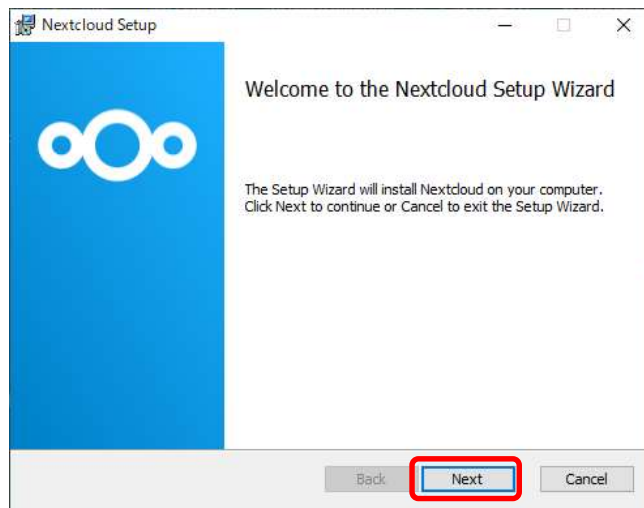 Nextcloud Setup
Welcome to the Nextcloud Setup Wizard
The Setup Wizard will install Nextcloud on your computer.
Click Next to continue or Cancel to exit the Setup Wizard.
Back Next Cancel